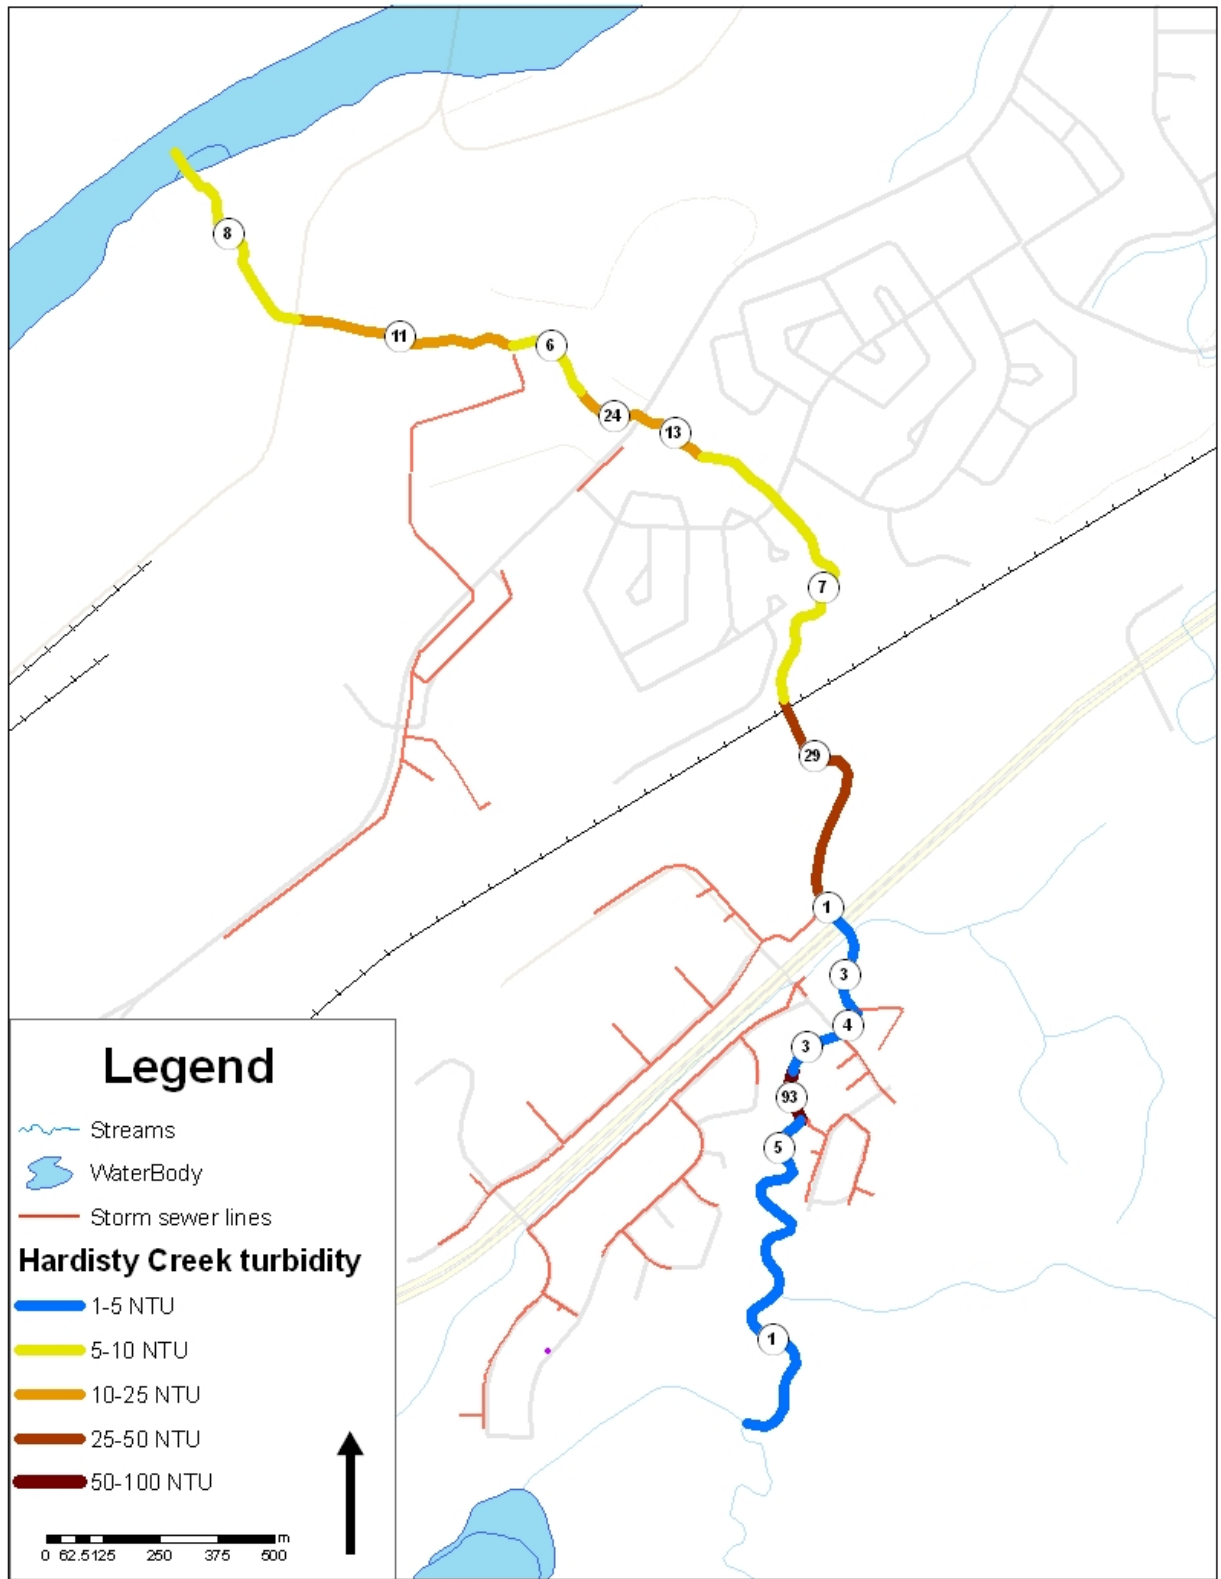 8
11
6
24
13
7
29
1
3
4
3
93
5
1
Legend
Streams
WaterBody
Storm sewer lines
Hardisty Creek turbidity
1-5 NTU
5-10 NTU
10-25 NTU
25-50 NTU
50-100 NTU
m
0 62.5125 250 375 500